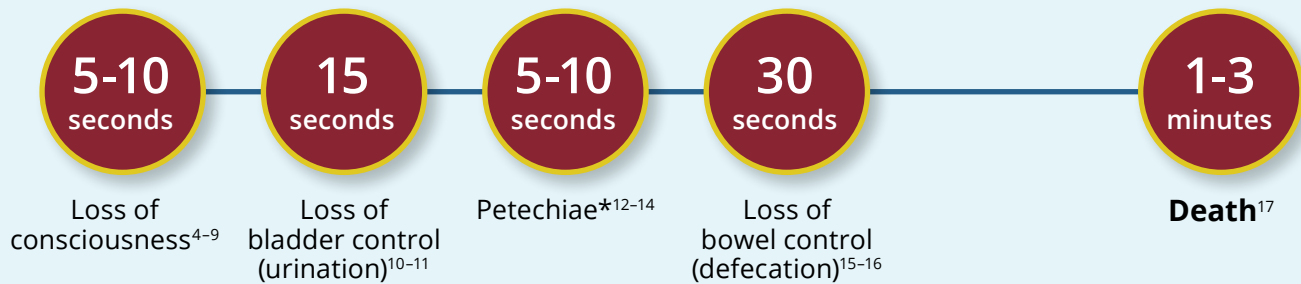 5-10
seconds
Loss of
consciousness4–9
15
seconds
Loss of
bladder control
(urination)10–11
5-10
seconds
Petechiae*12–14
30
seconds
Loss of
bowel control
(defecation)15–16
1-3
minutes
Death17